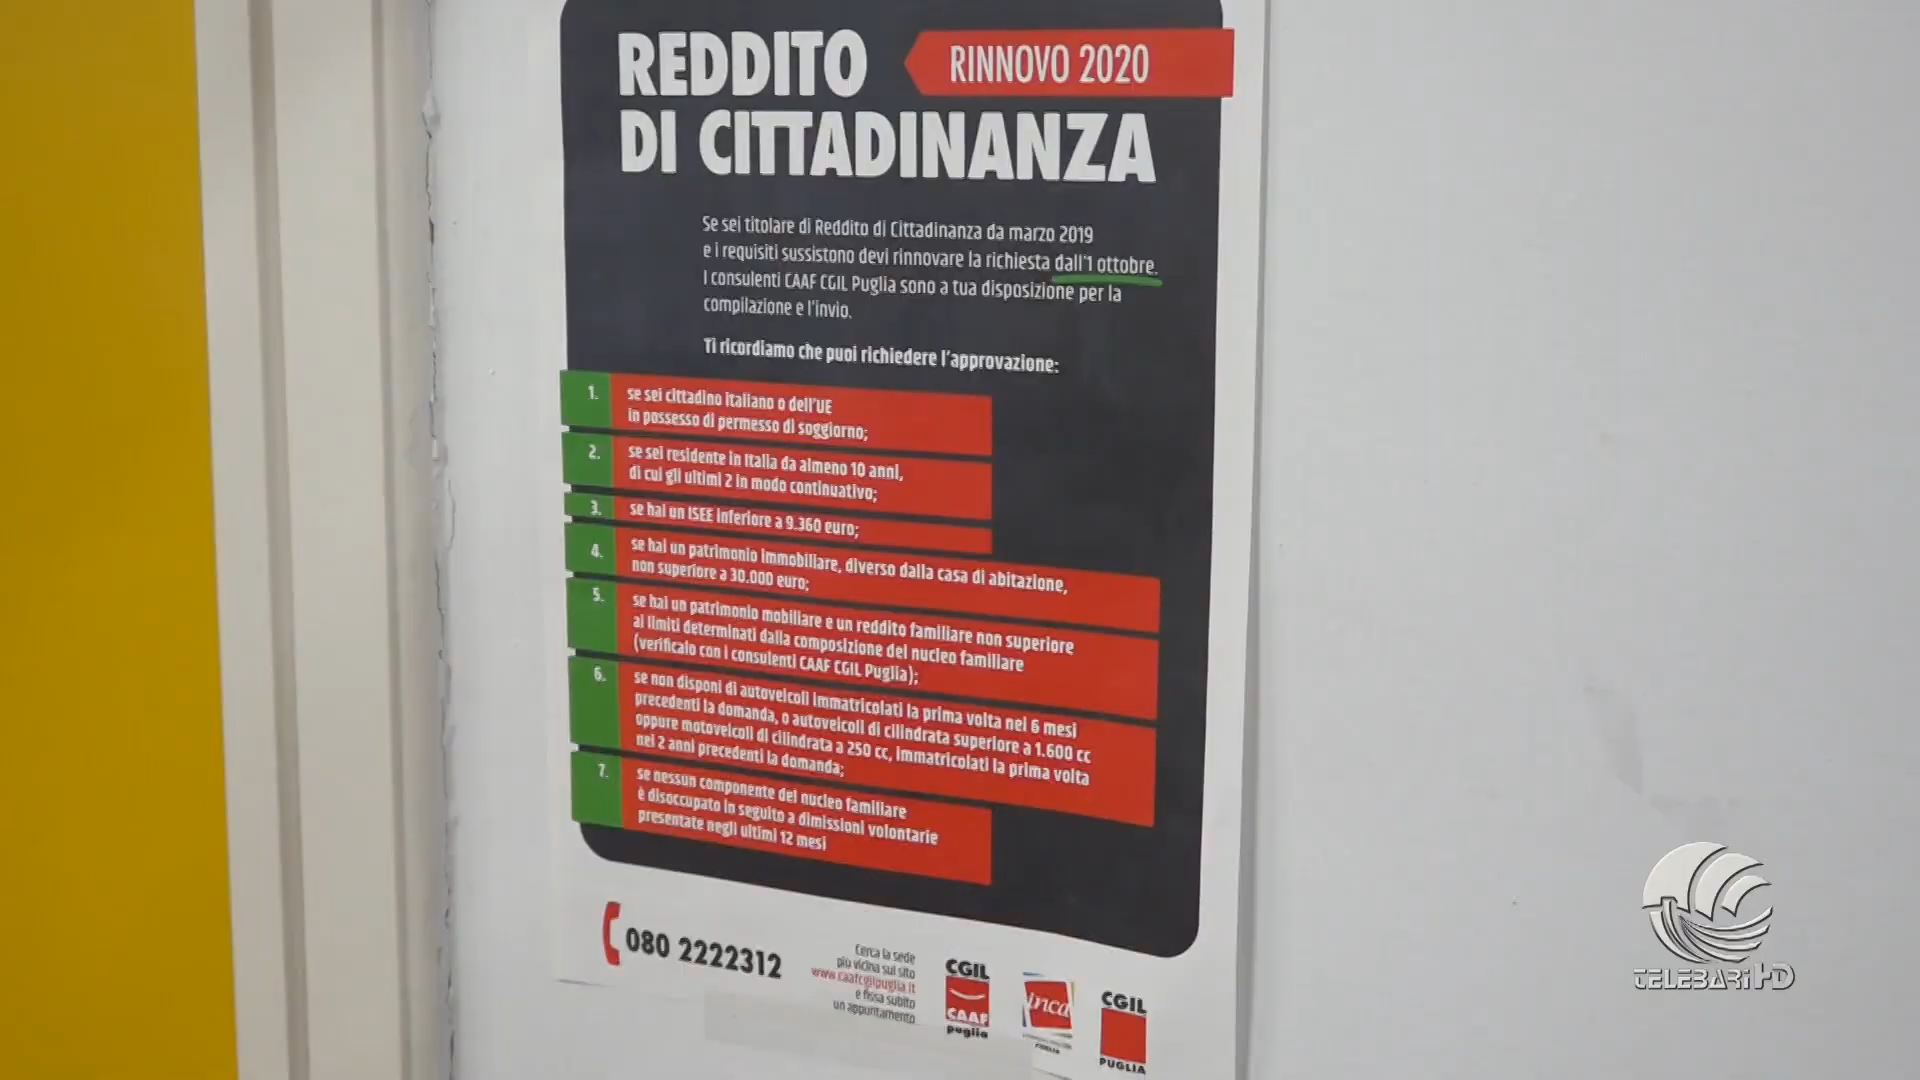 REDDITO
RINNOVO 2020
DI CITTADINANZA
Se sei titolare di Reddito di Cittadinanza da marzo 2019
e i requisiti sussistono devi rinnovare la richiesta dall'1 ottobre.
I consulenti CAAF CGIL Puglia sono a tua disposizione per la
compilazione e l'invio.
Ti ricordiamo che puoi richiedere l'approvazione:
1. se sei cittadino italiano o dell'UE
in possesso di permesso di soggiorno;
2. se sei residente in Italia da almeno 10 anni,
di cui gli ultimi 2 in modo continuativo;
3. se hai un ISEE inferiore a 9.360 euro;
4. se hai un patrimonio immobiliare, diverso dalla casa di abitazione,
non superiore a 30.000 euro;
5. se hai un patrimonio mobiliare e un reddito familiare non superiore
ai limiti determinati dalla composizione del nucleo familiare
(verificalo con i consulenti CAAF CGIL Puglia);
6. se non disponi di autoveicoli immatricolati la prima volta nei 6 mesi
precedenti la domanda, o autoveicoli di cilindrata superiore a 1.600 cc
oppure motoveicoli di cilindrata a 250 cc, immatricolati la prima volta
nei 2 anni precedenti la domanda;
7. se nessun componente del nucleo familiare
è disoccupato in seguito a dimissioni volontarie
presentate negli ultimi 12 mesi
080 2222312
Cerca la sede
più vicina sul sito
www.caafcgilpuglia.it
e fissa subito
un appuntamento
CGIL
CAAF
puglia
inca
CGIL
PUGLIA
TELEBARI HD